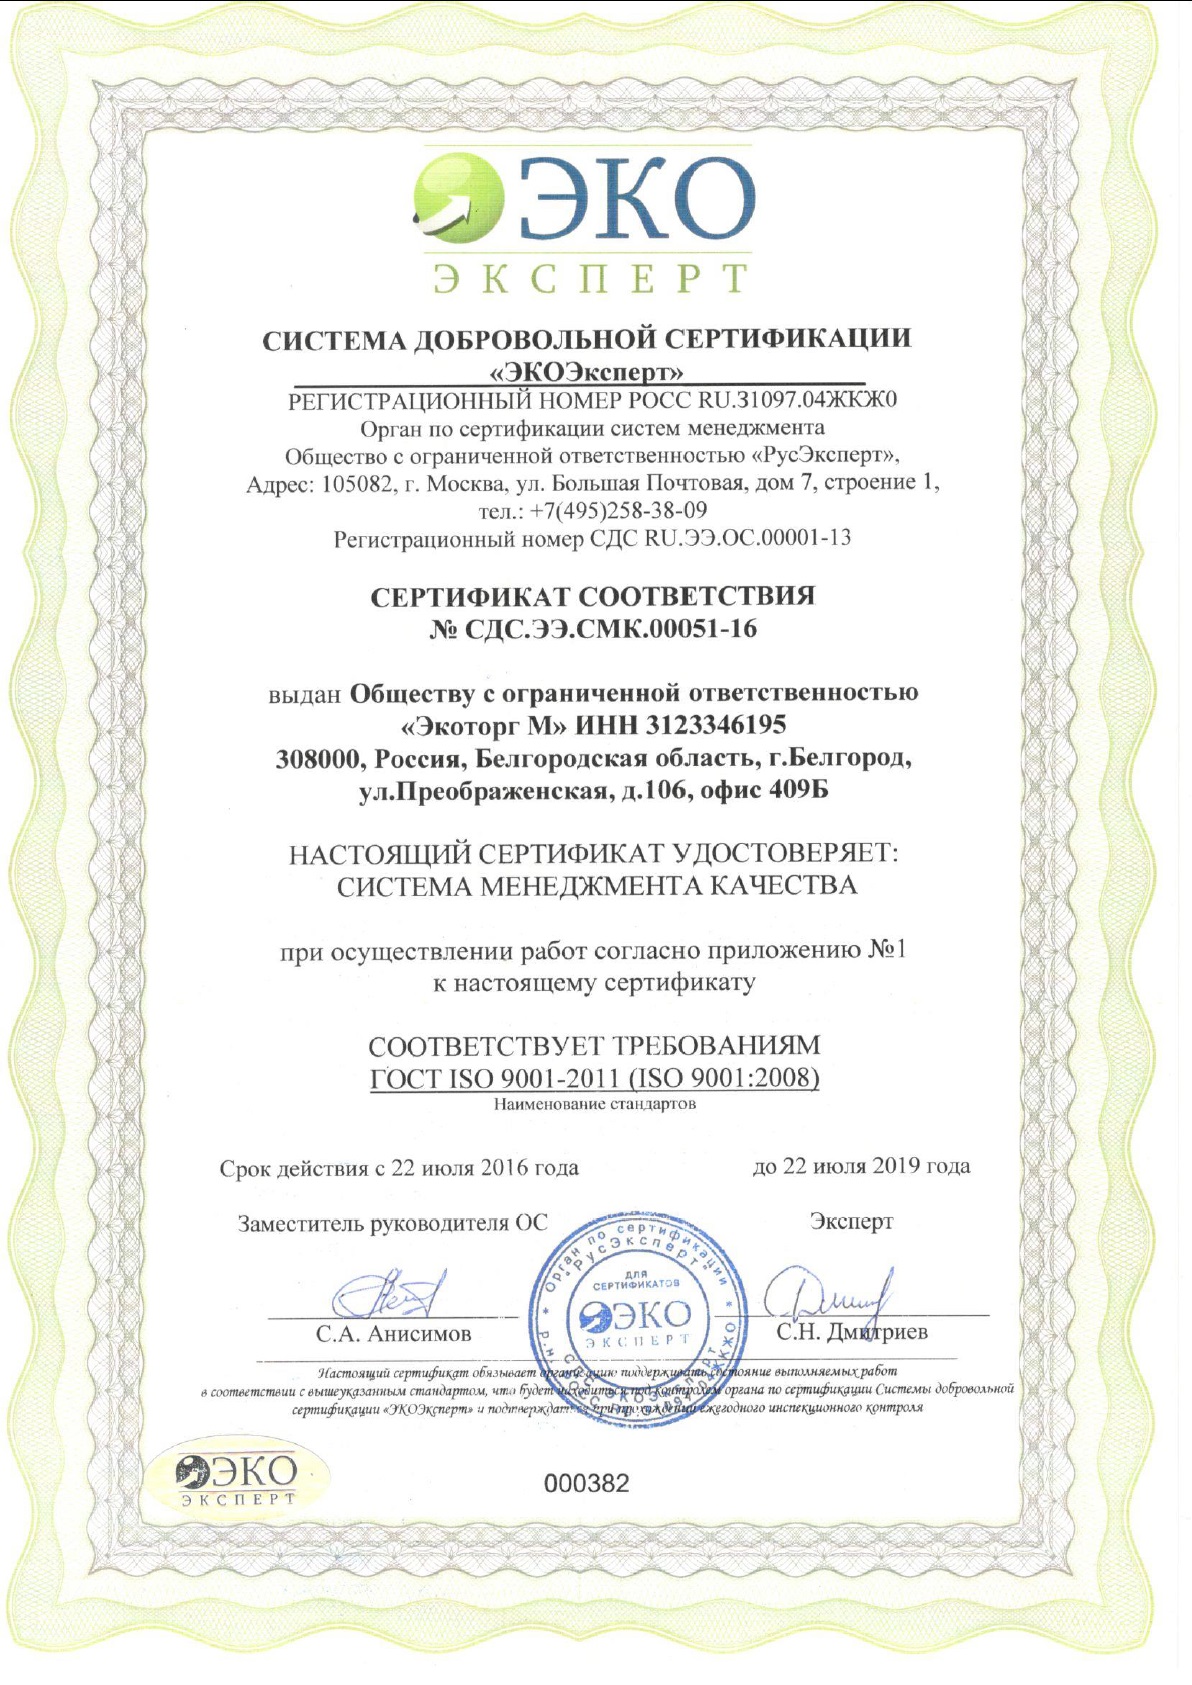 ЭКО
ЭКСПЕРТ
СИСТЕМА ДОБРОВОЛЬНОЙ СЕРТИФИКАЦИИ
«ЭКОЭксперт»
РЕГИСТРАЦИОННЫЙ НОМЕР РОСС RU.31097.04ЖКЖ0
Орган по сертификации систем менеджмента
Общество с ограниченной ответственностью «РусЭксперт»,
Адрес: 105082, г. Москва, ул. Большая Почтовая, дом 7, строение 1,
тел.: +7(495)258-38-09
Регистрационный номер СДС RU.ЭЭ.ОС.00001-13
СЕРТИФИКАТ СООТВЕТСТВИЯ
№ СДС.ЭЭ.СМК.00051-16
выдан Обществу с ограниченной ответственностью
«Экоторг М» ИНН 3123346195
308000, Россия, Белгородская область, г.Белгород,
ул.Преображенская, д.106, офис 409Б
НАСТОЯЩИЙ СЕРТИФИКАТ УДОСТОВЕРЯЕТ:
СИСТЕМА МЕНЕДЖМЕНТА КАЧЕСТВА
при осуществлении работ согласно приложению №1
к настоящему сертификату
СООТВЕТСТВУЕТ ТРЕБОВАНИЯМ
ГОСТ ISO 9001-2011 (ISO 9001:2008)
Наименование стандартов
Срок действия с 22 июля 2016 года до 22 июля 2019 года
Заместитель руководителя ОС Эксперт
Орган по сертификации
"РусЭксперт"
ДЛЯ
СЕРТИФИКАТОВ
ЭКО
ЭКСПЕРТ
С.А. Анисимов С.Н. Дмитриев
Настоящий сертификат обязывает организацию поддерживать состояние выполняемых работ
в соответствии с вышеуказанным стандартом, что будет находиться под контролем органа по сертификации Системы добровольной
сертификации «ЭКОЭксперт» и подтверждаться при прохождении ежегодного инспекционного контроля
ЭКО
ЭКСПЕРТ
000382